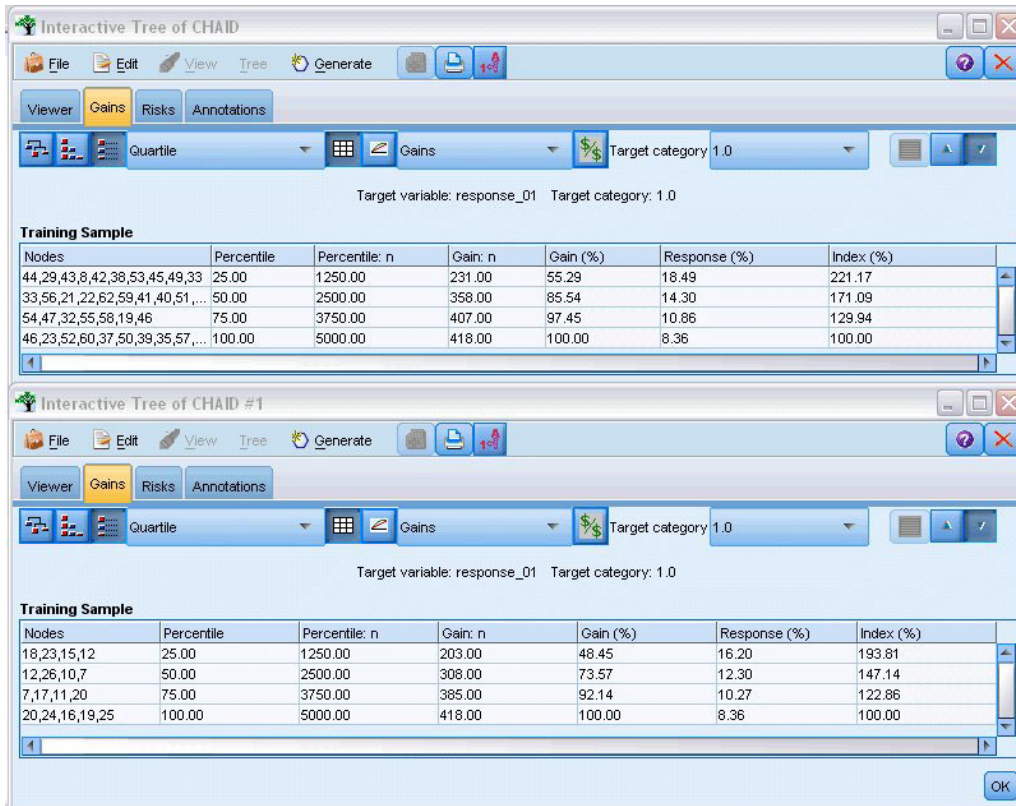 Interactive Tree of CHAID
File Edit View Tree Generate
Viewer Gains Risks Annotations
Quartile Gains Target category 1.0
Target variable: response_01 Target category: 1.0
Training Sample
Nodes Percentile Percentile: n Gain: n Gain (%) Response (%) Index (%)
44,29,43,8,42,38,53,45,49,33 25.00 1250.00 231.00 55.29 18.49 221.17
33,56,21,22,62,59,41,40,51,... 50.00 2500.00 358.00 85.54 14.30 171.09
54,47,32,55,58,19,46 75.00 3750.00 407.00 97.45 10.86 129.94
46,23,52,60,37,50,39,35,57,... 100.00 5000.00 418.00 100.00 8.36 100.00
Interactive Tree of CHAID #1
File Edit View Tree Generate
Viewer Gains Risks Annotations
Quartile Gains Target category 1.0
Target variable: response_01 Target category: 1.0
Training Sample
Nodes Percentile Percentile: n Gain: n Gain (%) Response (%) Index (%)
18,23,15,12 25.00 1250.00 203.00 48.45 16.20 193.81
12,26,10,7 50.00 2500.00 308.00 73.57 12.30 147.14
7,17,11,20 75.00 3750.00 385.00 92.14 10.27 122.86
20,24,16,19,25 100.00 5000.00 418.00 100.00 8.36 100.00
OK